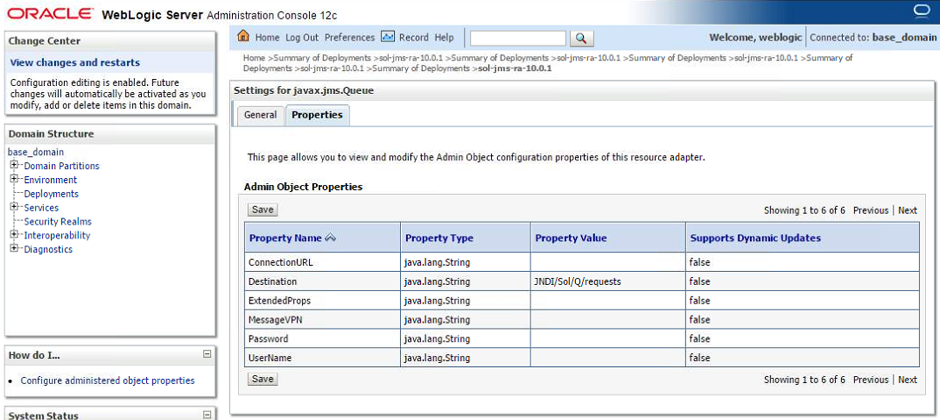 ORACLE WebLogic Server Administration Console 12c
Change Center
View changes and restarts
Configuration editing is enabled. Future
changes will automatically be activated as you
modify, add or delete items in this domain.
Domain Structure
base_domain
Domain Partitions
Environment
Deployments
Services
Security Realms
Interoperability
Diagnostics
How do I...
Configure administered object properties
System Status
Home Log Out Preferences Record Help
Welcome, weblogic Connected to: base_domain
Home >Summary of Deployments >sol-jms-ra-10.0.1 >Summary of Deployments >sol-jms-ra-10.0.1 >Summary of Deployments >sol-jms-ra-10.0.1 >Summary of
Deployments >sol-jms-ra-10.0.1 >Summary of Deployments >sol-jms-ra-10.0.1
Settings for javax.jms.Queue
General Properties
This page allows you to view and modify the Admin Object configuration properties of this resource adapter.
Admin Object Properties
Save Showing 1 to 6 of 6 Previous | Next
Property Name Property Type Property Value Supports Dynamic Updates
ConnectionURL java.lang.String false
Destination java.lang.String JNDI/Sol/Q/requests false
ExtendedProps java.lang.String false
MessageVPN java.lang.String false
Password java.lang.String false
UserName java.lang.String false
Save Showing 1 to 6 of 6 Previous | Next